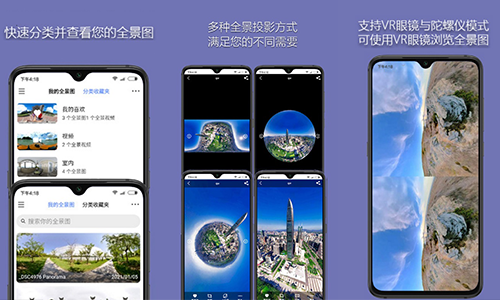 快速分类并查看您的全景图
下午4:18
我的全景图 分类收藏夹
我的喜欢
3 个全景图1 个全景视频
视频
2 个全景视频
室内
4 个全景图
下午4:18
我的全景图 分类收藏夹
搜索你的全景图
_DSC4976 Panorama
2021/01/05
多种全景投影方式
满足您的不同需要
支持VR眼镜与陀螺仪模式
可使用VR眼镜浏览全景图
下午4:18